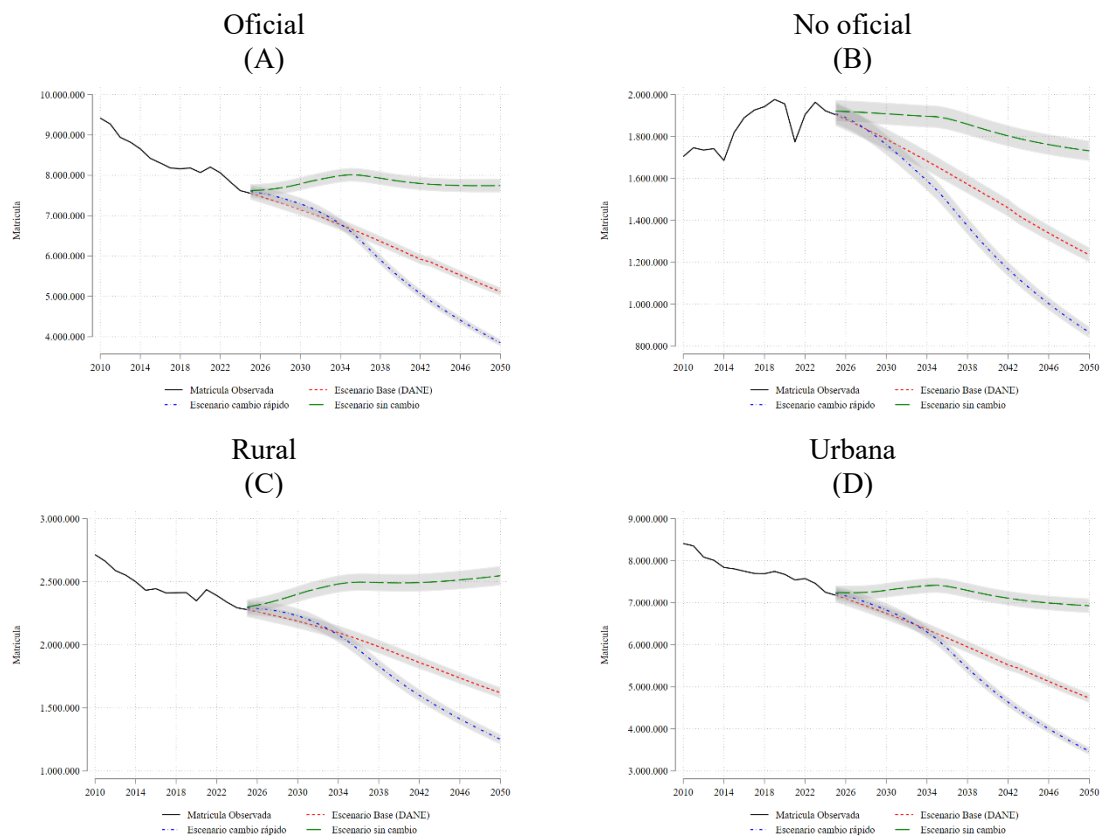 Oficial
(A)
10.000.000
9.000.000
8.000.000
7.000.000
6.000.000
5.000.000
4.000.000
Matrícula
2010 2014 2018 2022 2026 2030 2034 2038 2042 2046 2050
Matricula Observada
Escenario Base (DANE)
Escenario cambio rápido
Escenario sin cambio
No oficial
(B)
2.000.000
1.800.000
1.600.000
1.400.000
1.200.000
1.000.000
800.000
Matrícula
2010 2014 2018 2022 2026 2030 2034 2038 2042 2046 2050
Matricula Observada
Escenario Base (DANE)
Escenario cambio rápido
Escenario sin cambio
Rural
(C)
3.000.000
2.500.000
2.000.000
1.500.000
1.000.000
Matrícula
2010 2014 2018 2022 2026 2030 2034 2038 2042 2046 2050
Matricula Observada
Escenario Base (DANE)
Escenario cambio rápido
Escenario sin cambio
Urbana
(D)
9.000.000
8.000.000
7.000.000
6.000.000
5.000.000
4.000.000
3.000.000
Matrícula
2010 2014 2018 2022 2026 2030 2034 2038 2042 2046 2050
Matricula Observada
Escenario Base (DANE)
Escenario cambio rápido
Escenario sin cambio